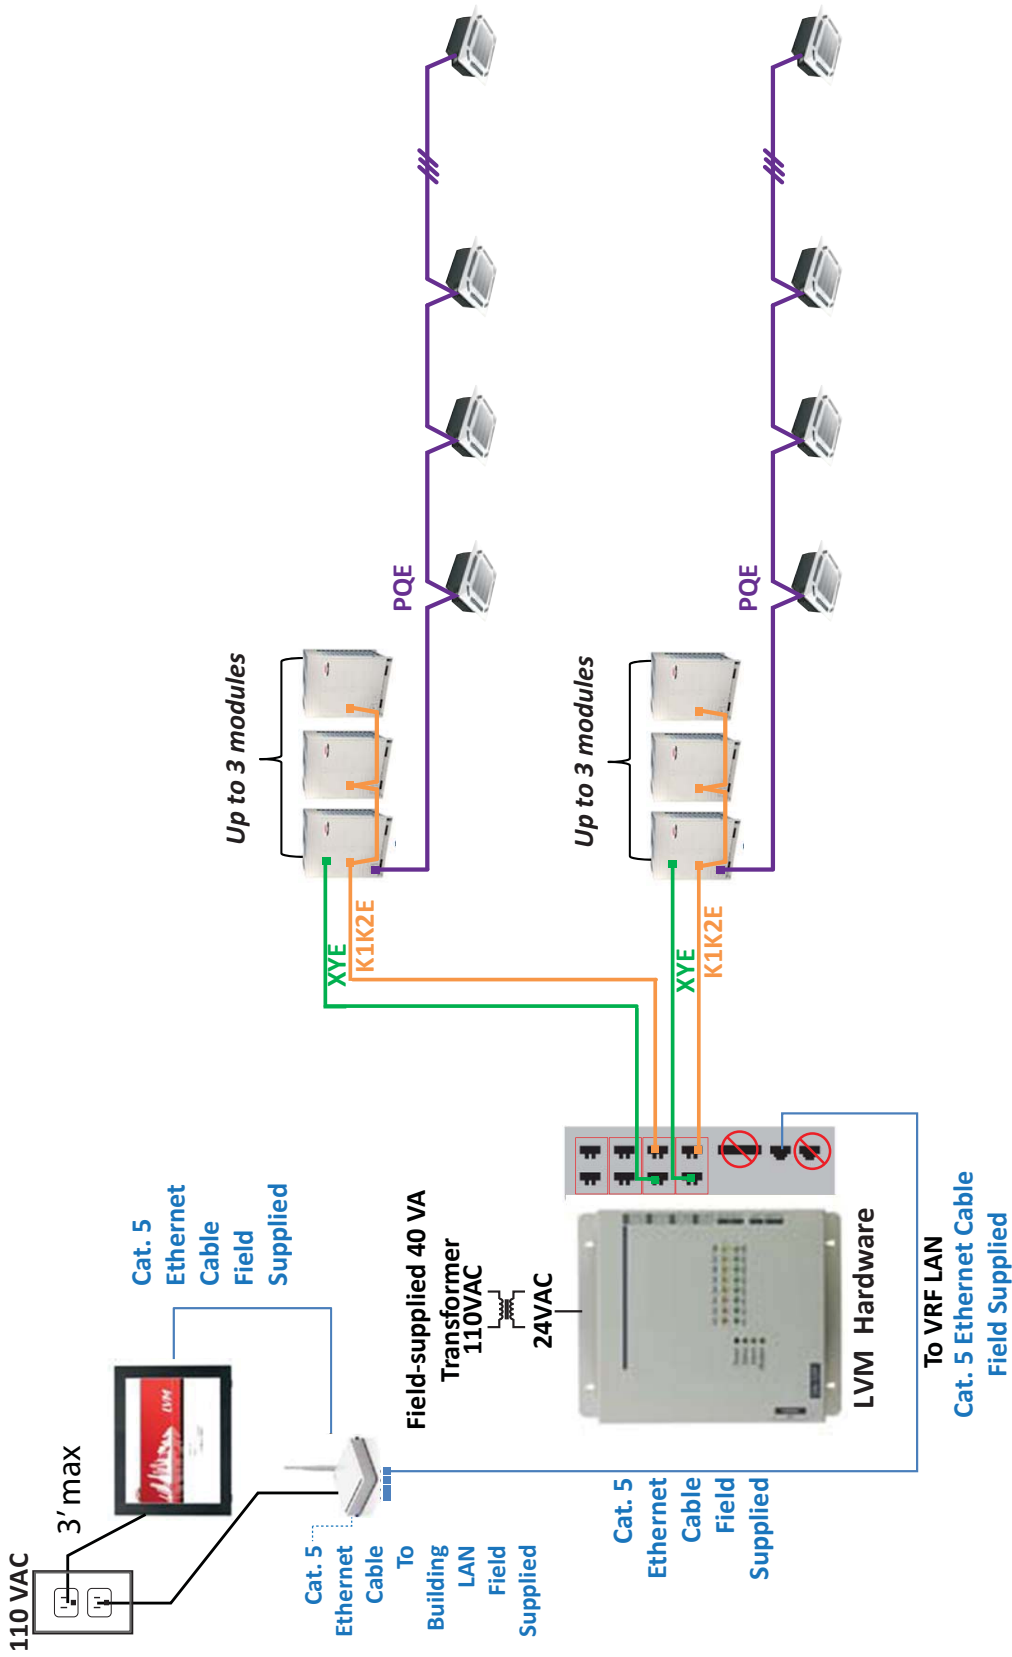 110 VAC
3' max
LVM
Cat. 5
Ethernet
Cable
Field
Supplied
Cat. 5
Ethernet
Cable
To
Building
LAN
Field
Supplied
Field-supplied 40 VA
Transformer
110VAC
24VAC
LVM Hardware
Cat. 5
Ethernet
Cable
Field
Supplied
To VRF LAN
Cat. 5 Ethernet Cable
Field Supplied
XYE
K1K2E
XYE
K1K2E
Up to 3 modules
Up to 3 modules
PQE
PQE